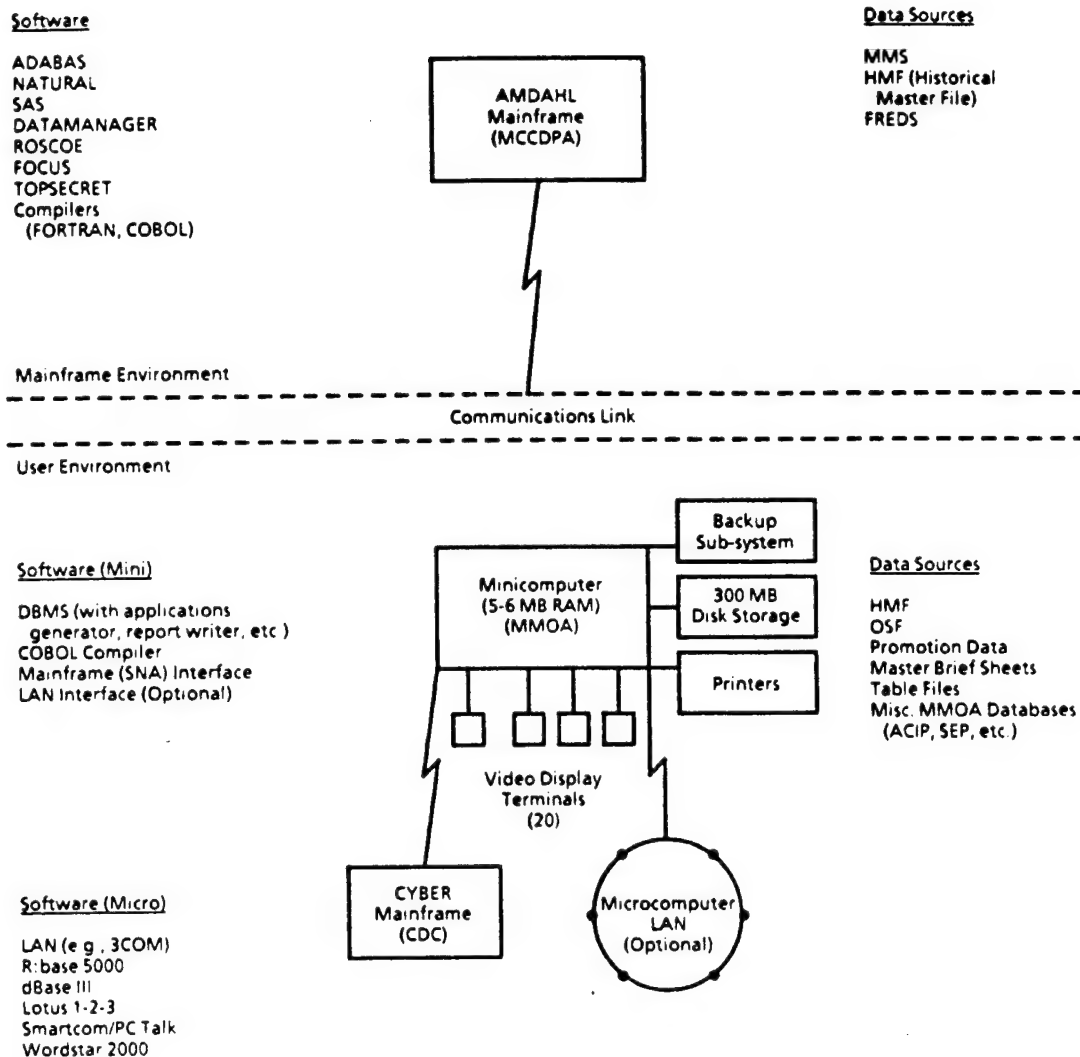 Software
ADABAS
NATURAL
SAS
DATAMANAGER
ROSCOE
FOCUS
TOPSECRET
Compilers
(FORTRAN, COBOL)
AMDAHL
Mainframe
(MCCDPA)
Data Sources
MMS
HMF (Historical
Master File)
FREDS
Mainframe Environment
Communications Link
User Environment
Software (Mini)
DBMS (with applications
generator, report writer, etc )
COBOL Compiler
Mainframe (SNA) Interface
LAN Interface (Optional)
Minicomputer
(5-6 MB RAM)
(MMOA)
Backup
Sub-system
300 MB
Disk Storage
Printers
Video Display
Terminals
(20)
Data Sources
HMF
OSF
Promotion Data
Master Brief Sheets
Table Files
Misc. MMOA Databases
(ACIP, SEP, etc.)
CYBER
Mainframe
(CDC)
Microcomputer
LAN
(Optional)
Software (Micro)
LAN (e g , 3COM)
R:base 5000
dBase III
Lotus 1-2-3
Smartcom/PC Talk
Wordstar 2000